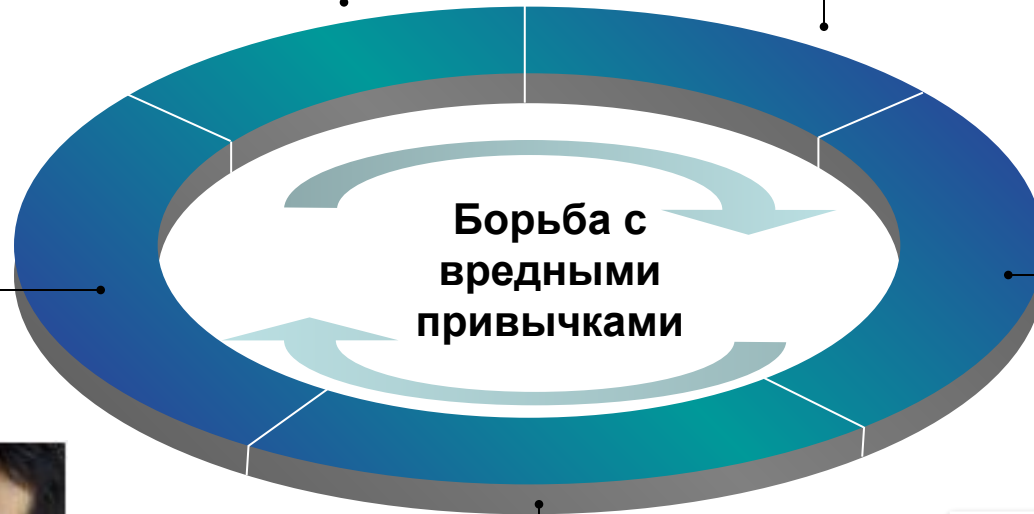 Борьба с
вредными
привычками